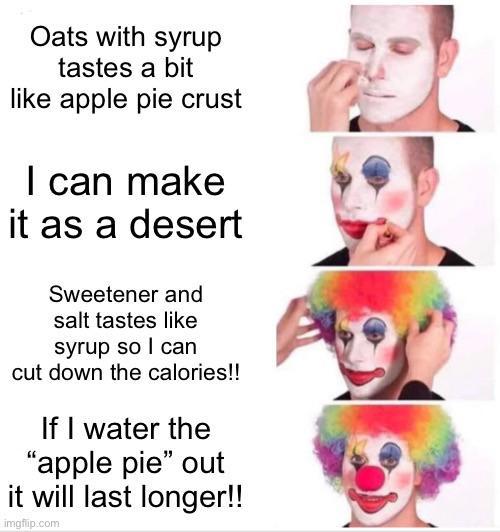 Oats with syrup
tastes a bit
like apple pie crust
I can make
it as a desert
Sweetener and
salt tastes like
syrup so I can
cut down the calories!!
If I water the
“apple pie” out
it will last longer!!
imgflip.com